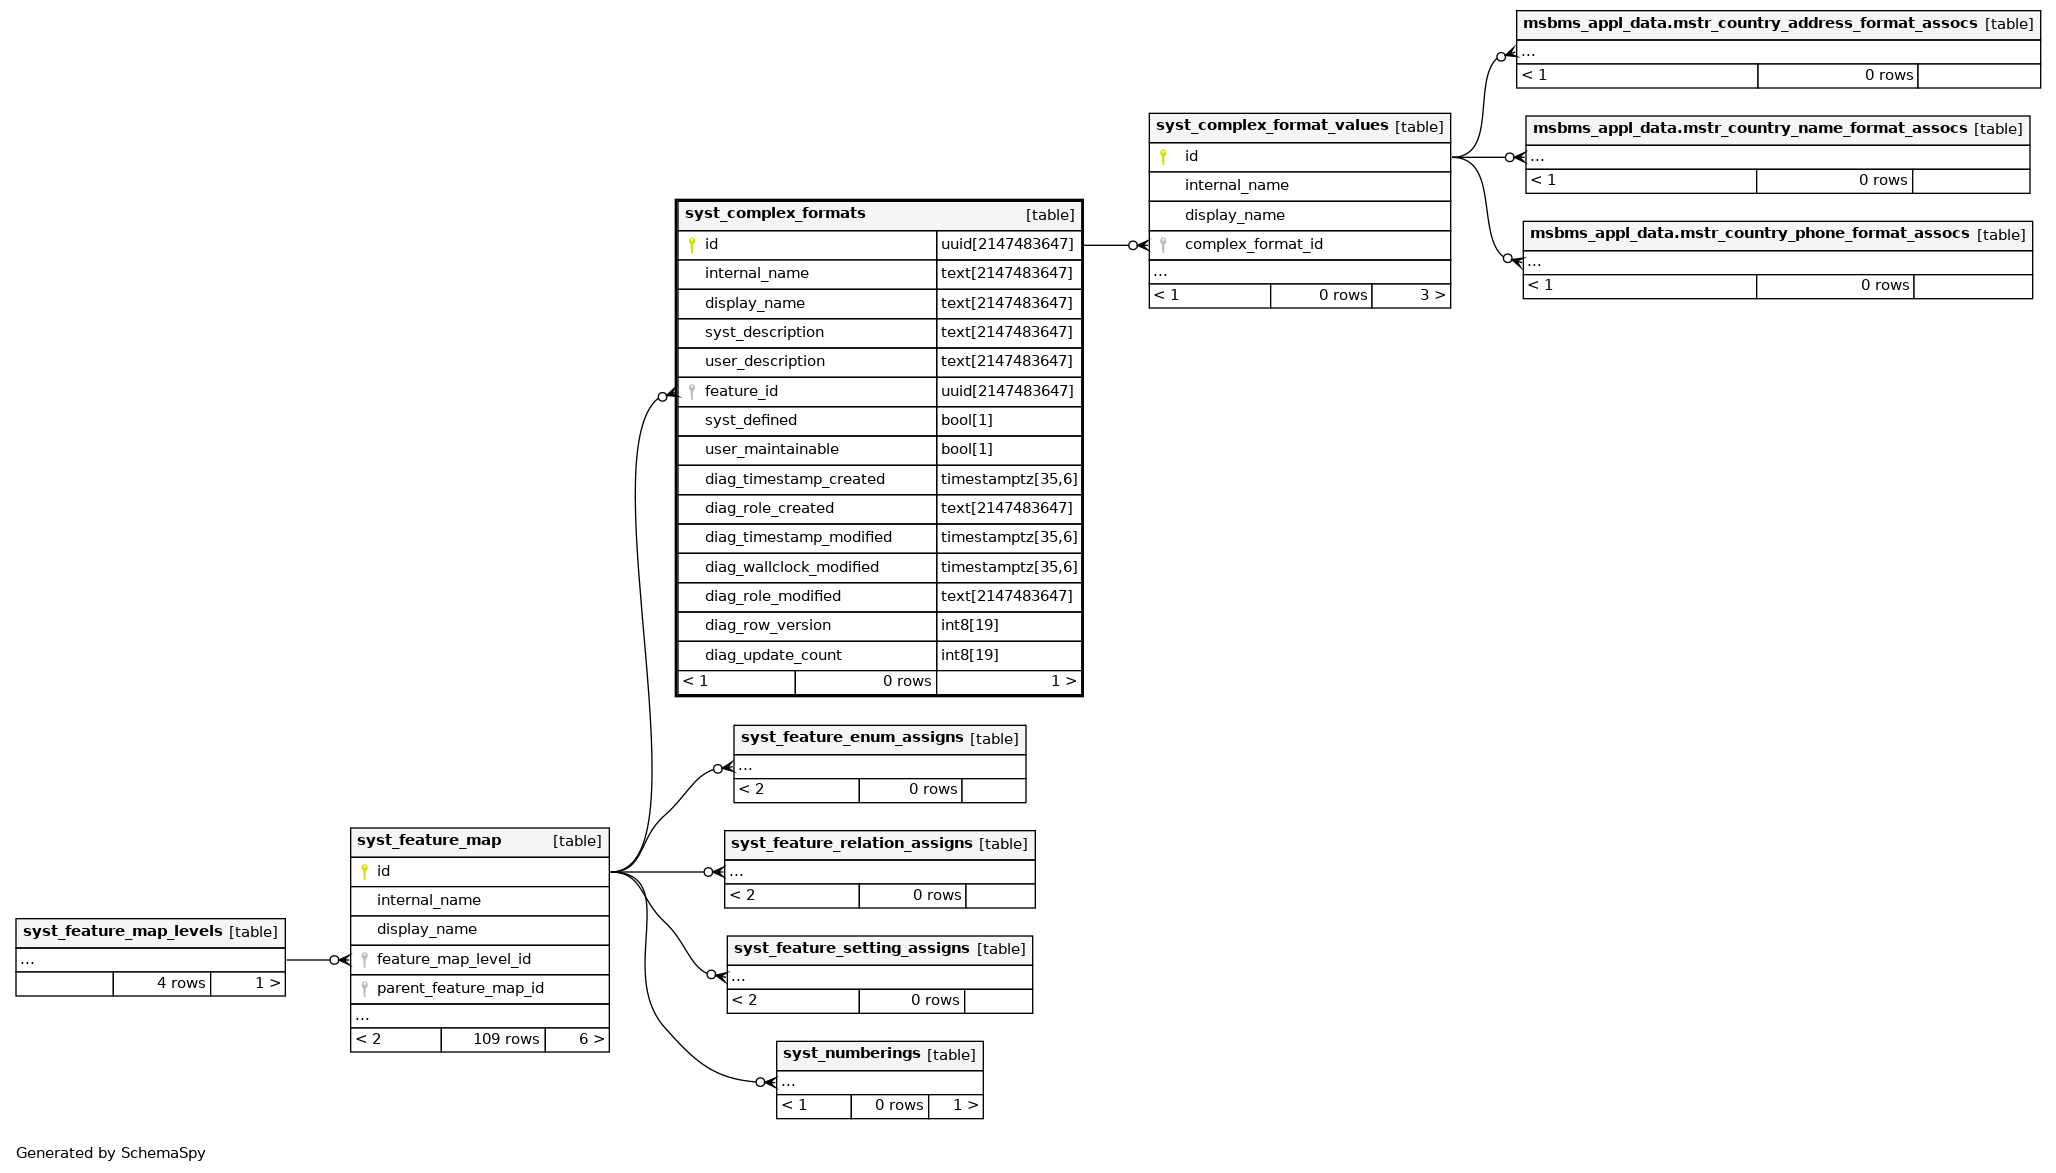 msbms_appl_data.mstr_country_address_format_assocs [table]
...
< 1 0 rows
msbms_appl_data.mstr_country_name_format_assocs [table]
...
< 1 0 rows
msbms_appl_data.mstr_country_phone_format_assocs [table]
...
< 1 0 rows
syst_complex_format_values [table]
id
internal_name
display_name
complex_format_id
...
< 1 0 rows 3 >
syst_complex_formats [table]
id uuid[2147483647]
internal_name text[2147483647]
display_name text[2147483647]
syst_description text[2147483647]
user_description text[2147483647]
feature_id uuid[2147483647]
syst_defined bool[1]
user_maintainable bool[1]
diag_timestamp_created timestamptz[35,6]
diag_role_created text[2147483647]
diag_timestamp_modified timestamptz[35,6]
diag_wallclock_modified timestamptz[35,6]
diag_role_modified text[2147483647]
diag_row_version int8[19]
diag_update_count int8[19]
< 1 0 rows 1 >
syst_feature_enum_assigns [table]
...
< 2 0 rows
syst_feature_relation_assigns [table]
...
< 2 0 rows
syst_feature_setting_assigns [table]
...
< 2 0 rows
syst_numberings [table]
...
< 1 0 rows 1 >
syst_feature_map [table]
id
internal_name
display_name
feature_map_level_id
parent_feature_map_id
...
< 2 109 rows 6 >
syst_feature_map_levels [table]
...
4 rows 1 >
Generated by SchemaSpy